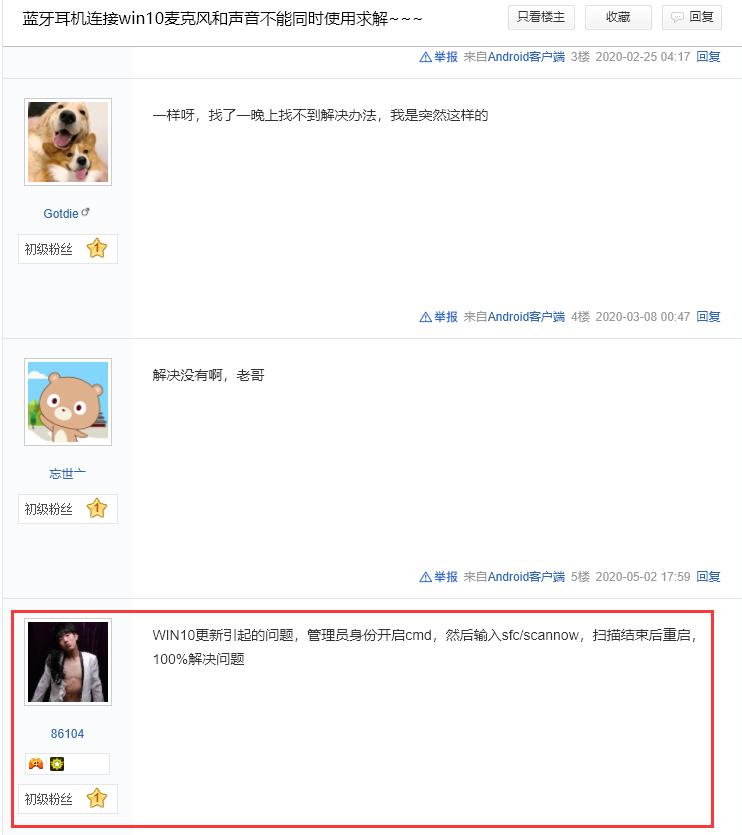 蓝牙耳机连接win10麦克风和声音不能同时使用求解~~~
只看楼主
收藏
回复
举报 来自Android客户端 3楼 2020-02-25 04:17 回复
一样呀，找了一晚上找不到解决办法，我是突然这样的
Gotdie
初级粉丝 1
举报 来自Android客户端 4楼 2020-03-08 00:47 回复
解决没有啊，老哥
忘世亠
初级粉丝 1
举报 来自Android客户端 5楼 2020-05-02 17:59 回复
WIN10更新引起的问题，管理员身份开启cmd，然后输入sfc/scannow，扫描结束后重启，
100%解决问题
86104
初级粉丝 1